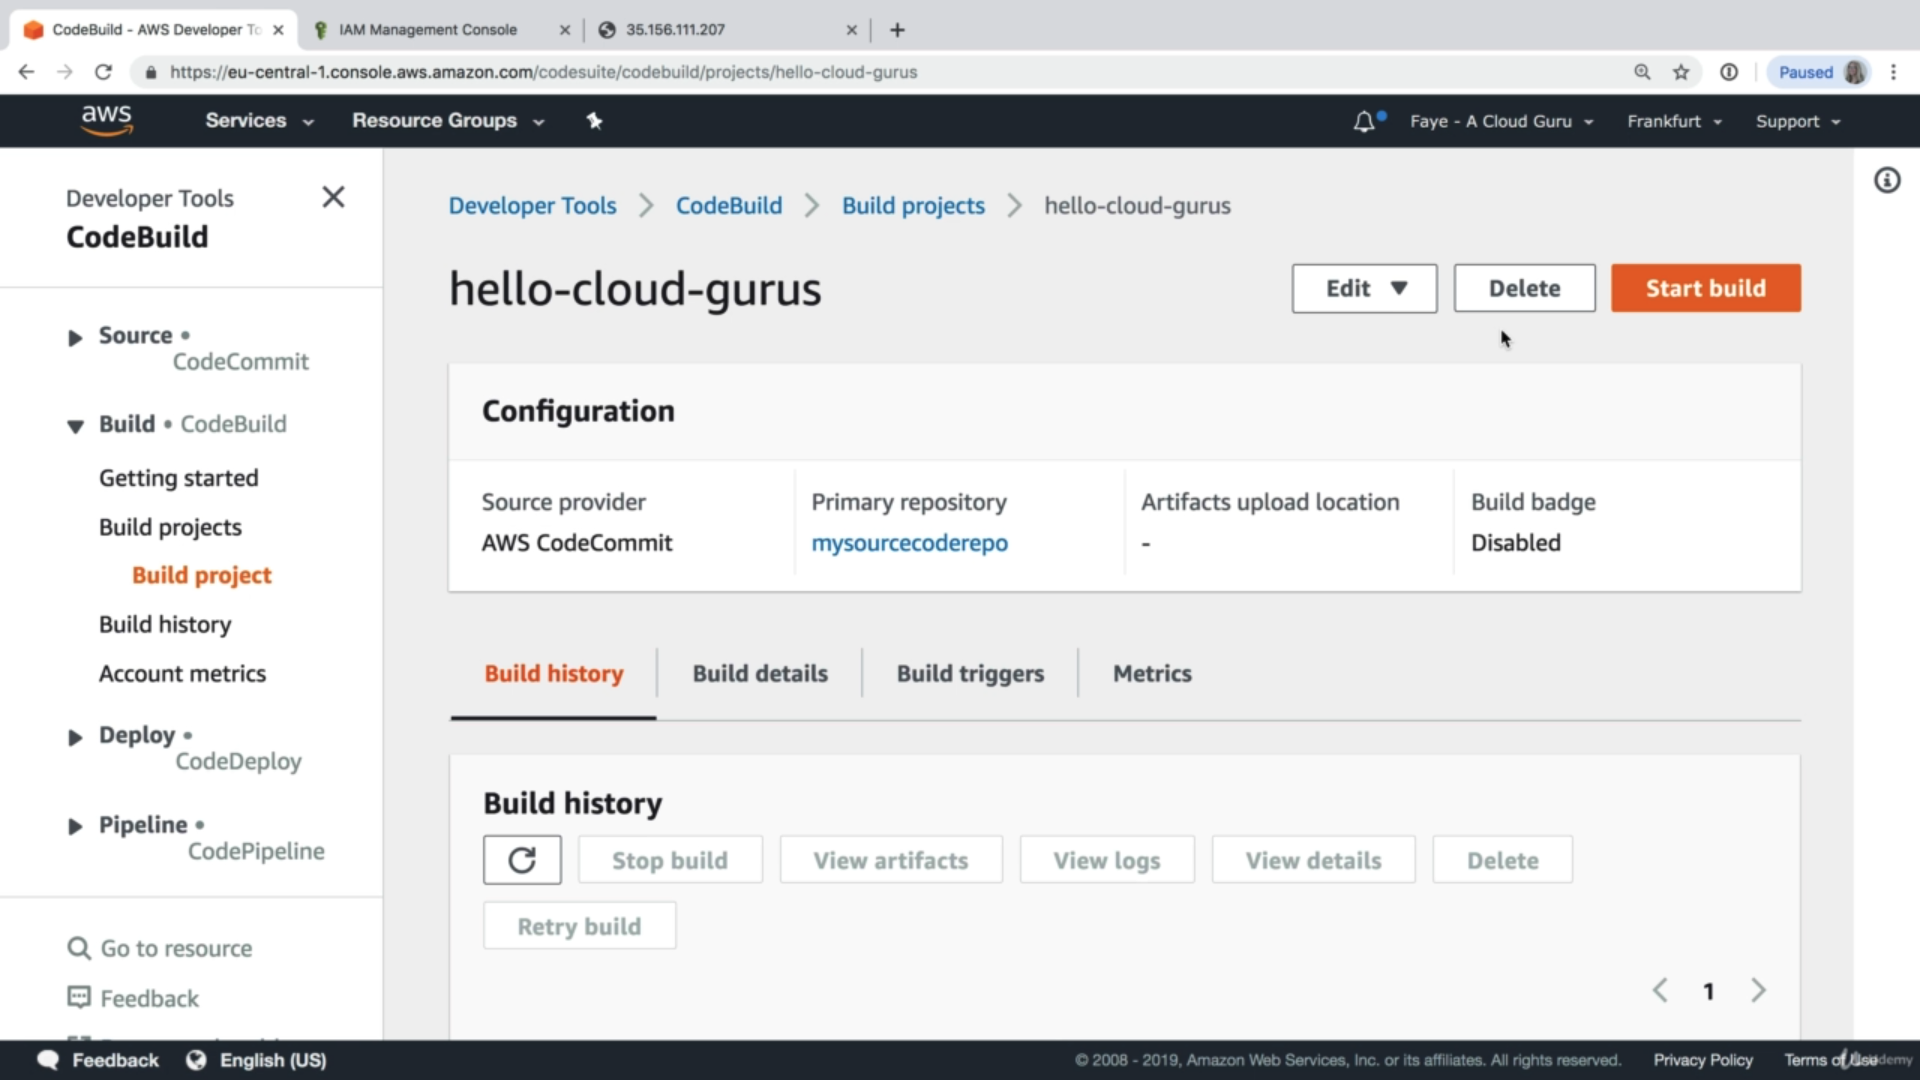 CodeBuild - AWS Developer To
IAM Management Console
35.156.111.207
https://eu-central-1.console.aws.amazon.com/codesuite/codebuild/projects/hello-cloud-gurus
Paused
aws
Services
Resource Groups
Faye - A Cloud Guru
Frankfurt
Support
Developer Tools
CodeBuild
Source •
CodeCommit
Build • CodeBuild
Getting started
Build projects
Build project
Build history
Account metrics
Deploy •
CodeDeploy
Pipeline •
CodePipeline
Go to resource
Feedback
Developer Tools
CodeBuild
Build projects
hello-cloud-gurus
hello-cloud-gurus
Edit
Delete
Start build
Configuration
Source provider
AWS CodeCommit
Primary repository
mysourcecoderepo
Artifacts upload location
-
Build badge
Disabled
Build history
Build details
Build triggers
Metrics
Build history
Stop build
View artifacts
View logs
View details
Delete
Retry build
1
Feedback
English (US)
© 2008 - 2019, Amazon Web Services, Inc. or its affiliates. All rights reserved.
Privacy Policy
Terms of Use